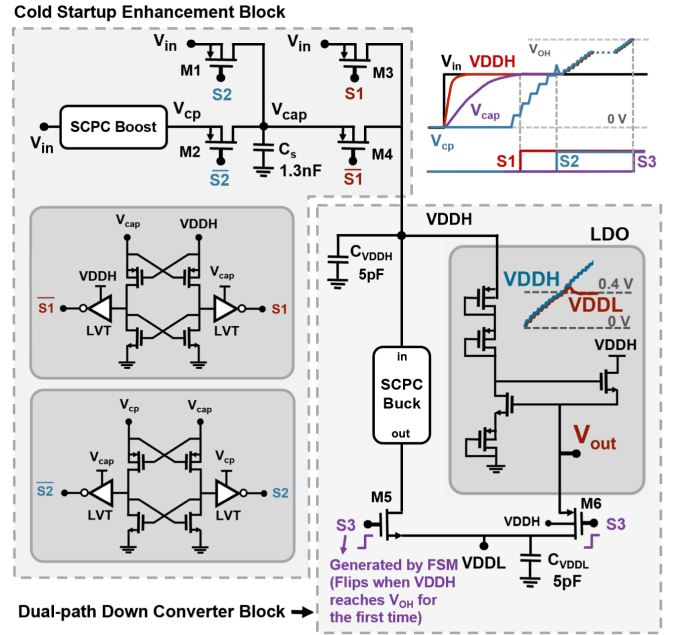 Cold Startup Enhancement Block
Vin
M1
S2
Vin
M3
S1
Vin
SCPC Boost
Vcp
M2
S2
Vcap
Cs
1.3nF
M4
S1
Vin
VDDH
VOH
Vcap
0 V
Vcp
S1
S2
S3
Vcap
VDDH
VDDH
Vcap
S1
LVT
LVT
S1
Vcp
Vcap
Vcap
Vcp
S2
LVT
LVT
S2
VDDH
CVDDH
5pF
LDO
VDDH
0.4 V
VDDL
0 V
VDDH
in
SCPC
Buck
out
Vout
M5
S3
M6
VDDH
S3
VDDL
CVDDL
5pF
Generated by FSM
(Flips when VDDH
reaches VOH for
the first time)
Dual-path Down Converter Block